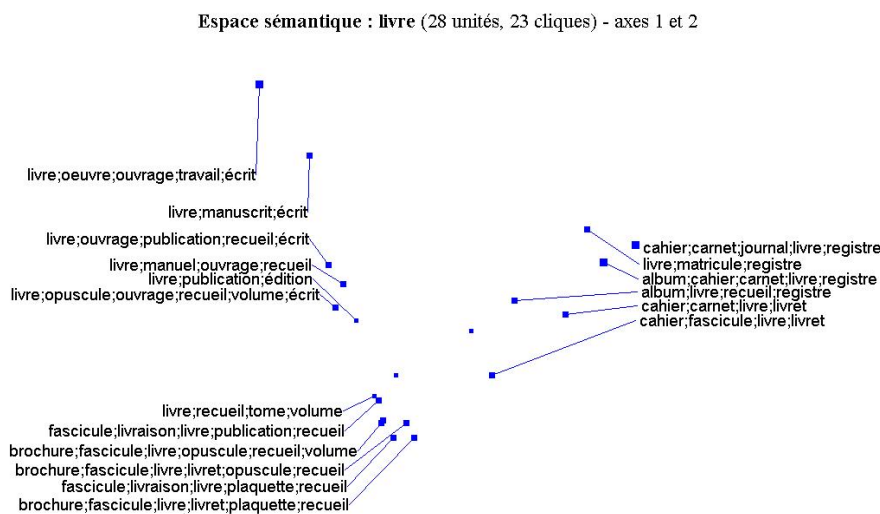 Espace sémantique : livre (28 unités, 23 cliques) - axes 1 et 2
livre;oeuvre;ouvrage;travail;écrit
livre;manuscrit;écrit
livre;ouvrage;publication;recueil;écrit
livre;manuel;ouvrage;recueil
livre;publication;édition
livre;opuscule;ouvrage;recueil;volume;écrit
cahier;carnet;journal;livre;registre
livre;matricule;registre
album;cahier;carnet;livre;registre
album;livre;recueil;registre
cahier;carnet;livre;livret
cahier;fascicule;livre;livret
livre;recueil;tome;volume
fascicule;livraison;livre;publication;recueil
brochure;fascicule;livre;opuscule;recueil;volume
brochure;fascicule;livre;livret;opuscule;recueil
fascicule;livraison;livre;plaquette;recueil
brochure;fascicule;livre;livret;plaquette;recueil